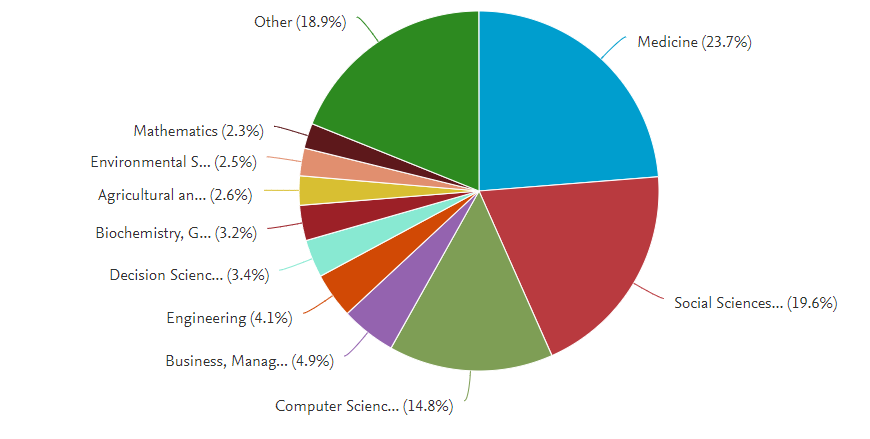 Other (18.9%)
Medicine (23.7%)
Mathematics (2.3%)
Environmental S... (2.5%)
Agricultural an... (2.6%)
Biochemistry, G... (3.2%)
Decision Scienc... (3.4%)
Social Sciences... (19.6%)
Engineering (4.1%)
Business, Manag... (4.9%)
Computer Scienc... (14.8%)